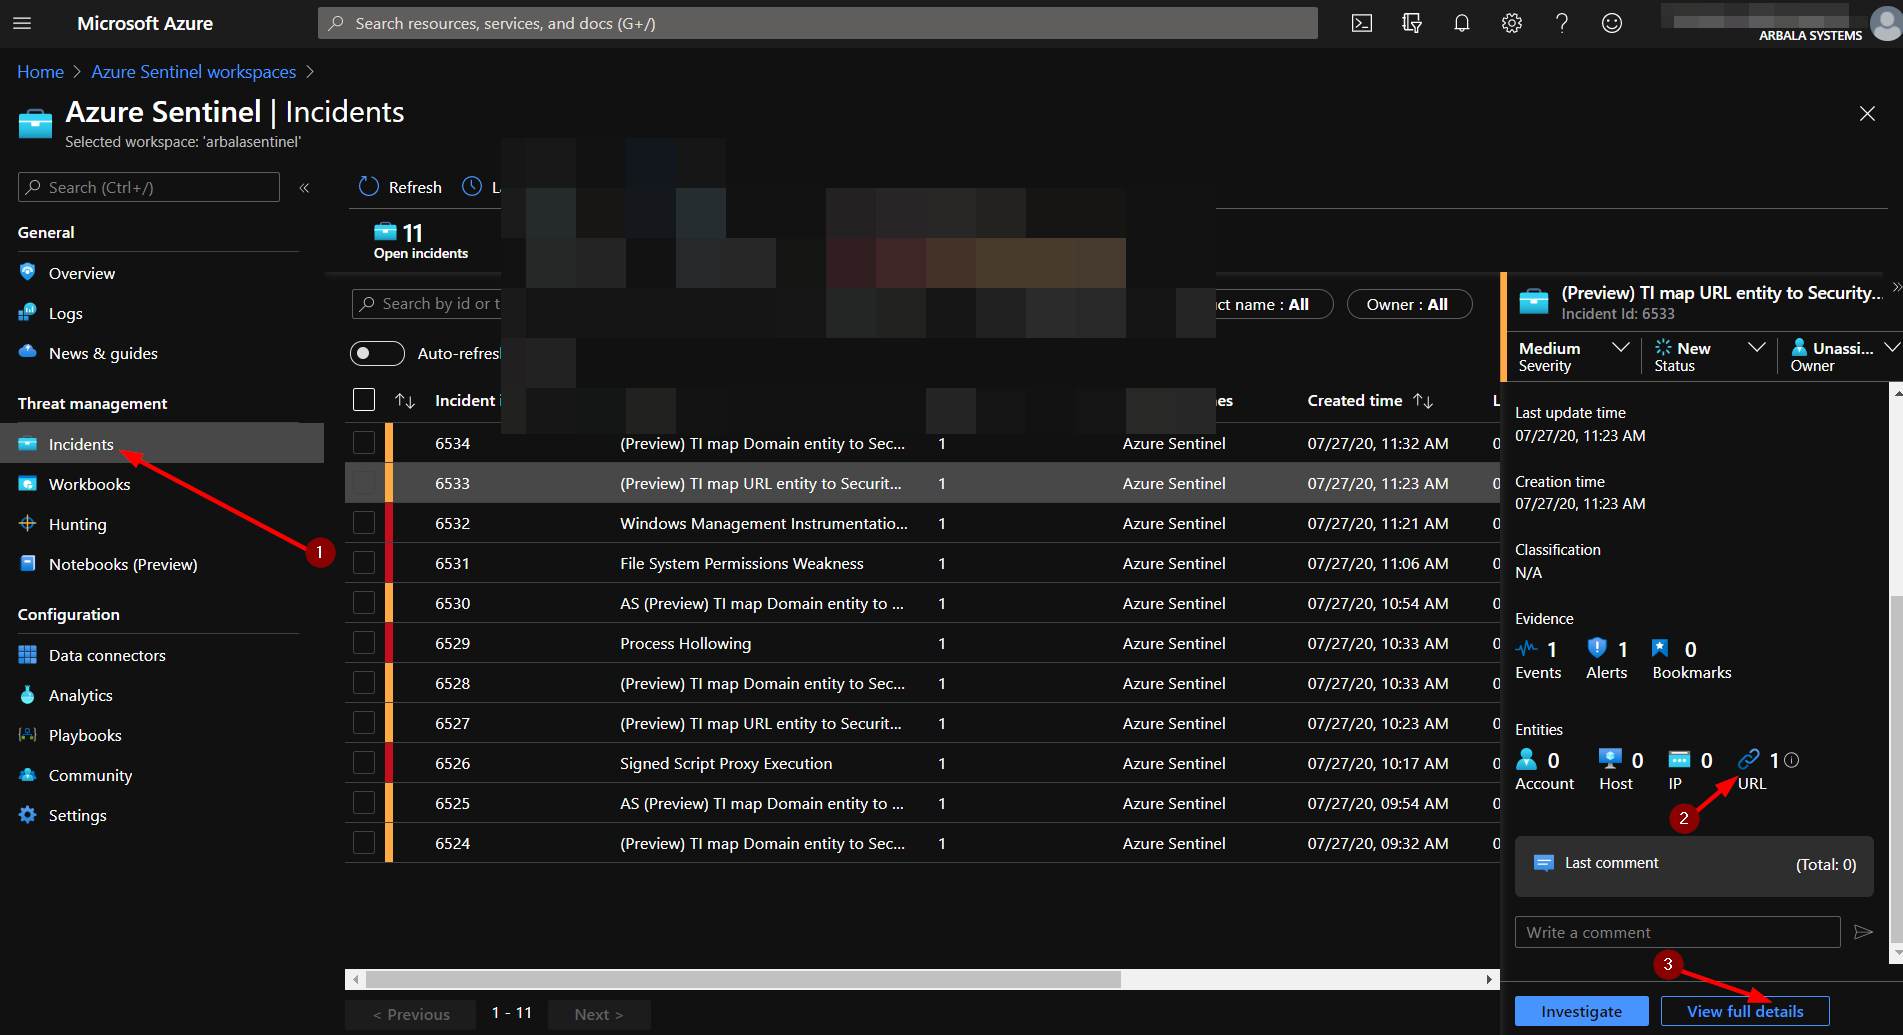 Microsoft Azure
Search resources, services, and docs (G+/)
ARBALA SYSTEMS
Home > Azure Sentinel workspaces >
Azure Sentinel | Incidents
Selected workspace: 'arbalasentinel'
Search (Ctrl+/)
«
General
Overview
Logs
News & guides
Threat management
Incidents
Workbooks
Hunting
Notebooks (Preview)
Configuration
Data connectors
Analytics
Playbooks
Community
Settings
1
Refresh
11
Open incidents
Search by id or t
ct name : All
Owner : All
Auto-refres
Incident Created time
6534 (Preview) TI map Domain entity to Sec... 1 Azure Sentinel 07/27/20, 11:32 AM 0
6533 (Preview) TI map URL entity to Securit... 1 Azure Sentinel 07/27/20, 11:23 AM 0
6532 Windows Management Instrumentatio... 1 Azure Sentinel 07/27/20, 11:21 AM 0
6531 File System Permissions Weakness 1 Azure Sentinel 07/27/20, 11:06 AM 0
6530 AS (Preview) TI map Domain entity to ... 1 Azure Sentinel 07/27/20, 10:54 AM 0
6529 Process Hollowing 1 Azure Sentinel 07/27/20, 10:33 AM 0
6528 (Preview) TI map Domain entity to Sec... 1 Azure Sentinel 07/27/20, 10:33 AM 0
6527 (Preview) TI map URL entity to Securit... 1 Azure Sentinel 07/27/20, 10:23 AM 0
6526 Signed Script Proxy Execution 1 Azure Sentinel 07/27/20, 10:17 AM 0
6525 AS (Preview) TI map Domain entity to ... 1 Azure Sentinel 07/27/20, 09:54 AM 0
6524 (Preview) TI map Domain entity to Sec... 1 Azure Sentinel 07/27/20, 09:32 AM 0
< Previous 1 - 11 Next >
(Preview) TI map URL entity to Security...
»
Incident Id: 6533
Medium New Unassi...
Severity Status Owner
Last update time
07/27/20, 11:23 AM
Creation time
07/27/20, 11:23 AM
Classification
N/A
Evidence
1 1 0
Events Alerts Bookmarks
Entities
0 0 0 1
Account Host IP URL
2
Last comment (Total: 0)
Write a comment
3
Investigate View full details